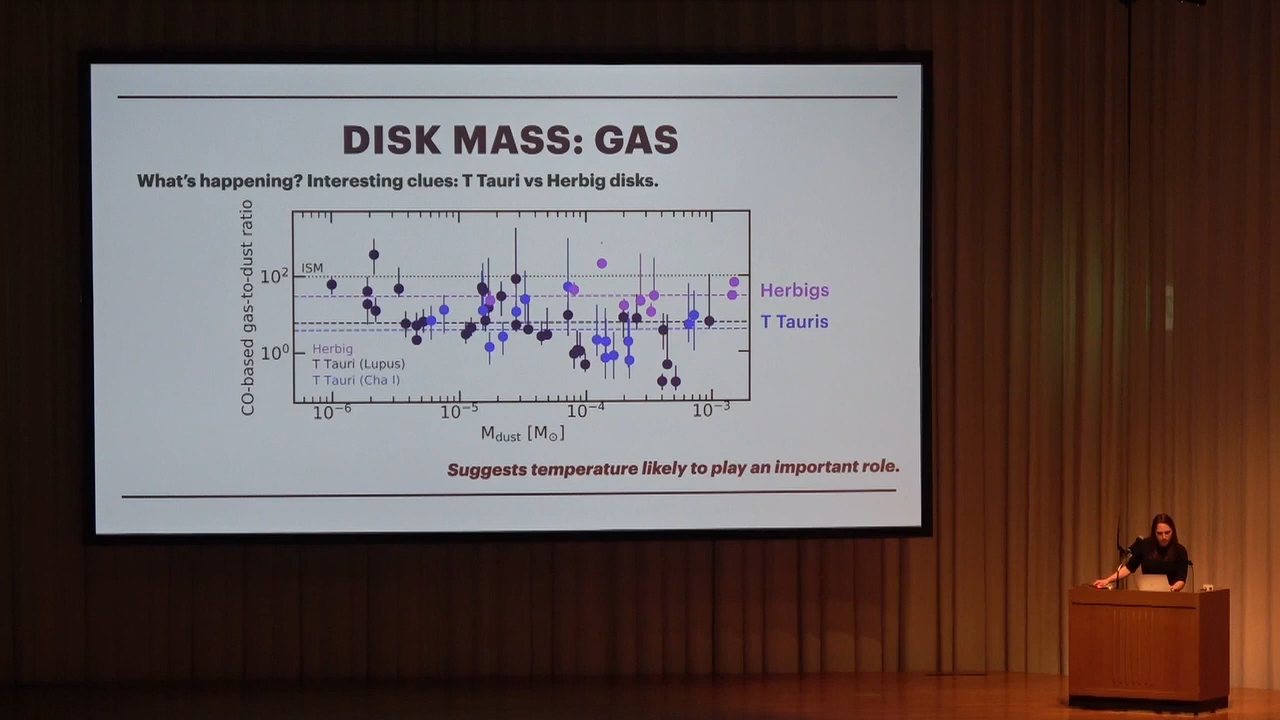 DISK MASS: GAS
What's happening? Interesting clues: T Tauri vs Herbig disks.
CO-based gas-to-dust ratio
10²
10⁰
ISM
Herbig
T Tauri (Lupus)
T Tauri (Cha I)
Herbigs
T Tauris
10⁻⁶ 10⁻⁵ 10⁻⁴ 10⁻³
M_dust [M☉]
Suggests temperature likely to play an important role.